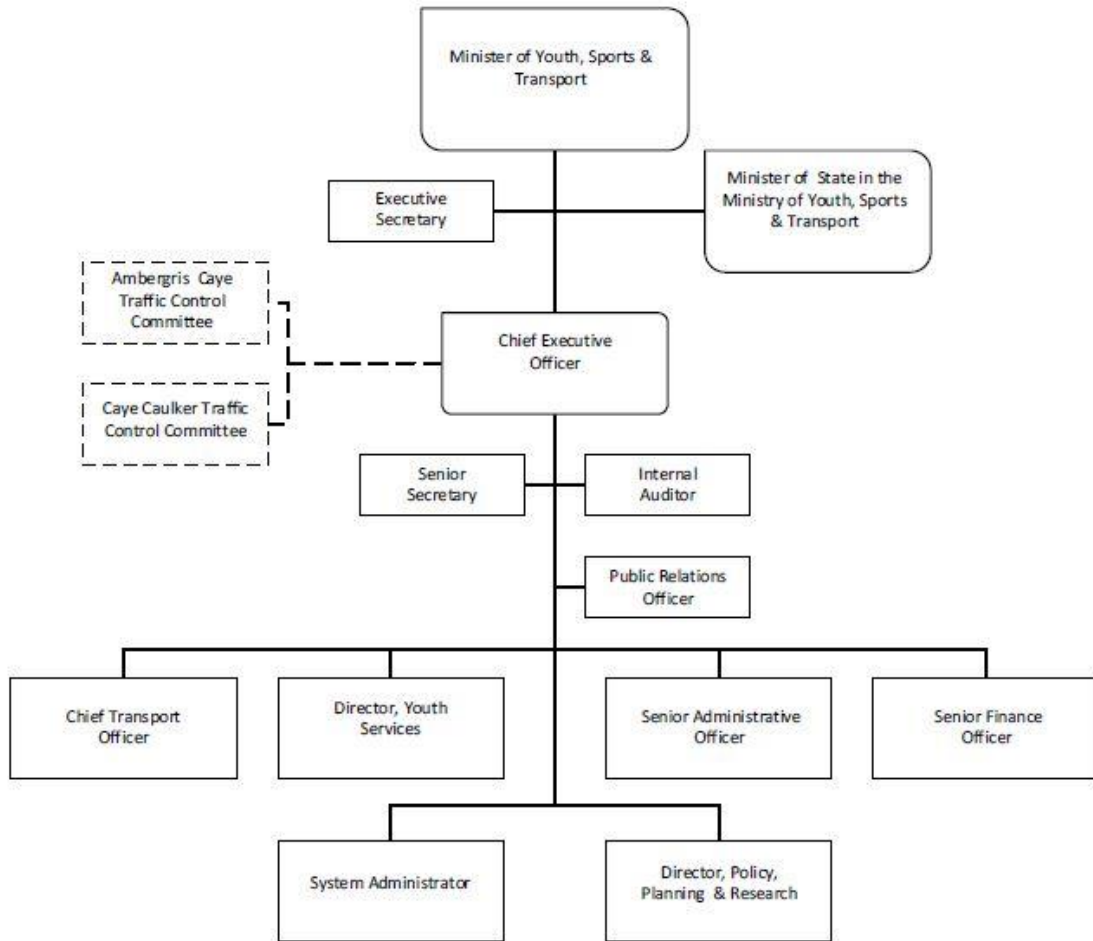 Minister of Youth, Sports &
Transport
Executive
Secretary
Minister of State in the
Ministry of Youth, Sports
& Transport
Ambergris Caye
Traffic Control
Committee
Chief Executive
Officer
Caye Caulker Traffic
Control Committee
Senior
Secretary
Internal
Auditor
Public Relations
Officer
Chief Transport
Officer
Director, Youth
Services
Senior Administrative
Officer
Senior Finance
Officer
System Administrator
Director, Policy,
Planning & Research